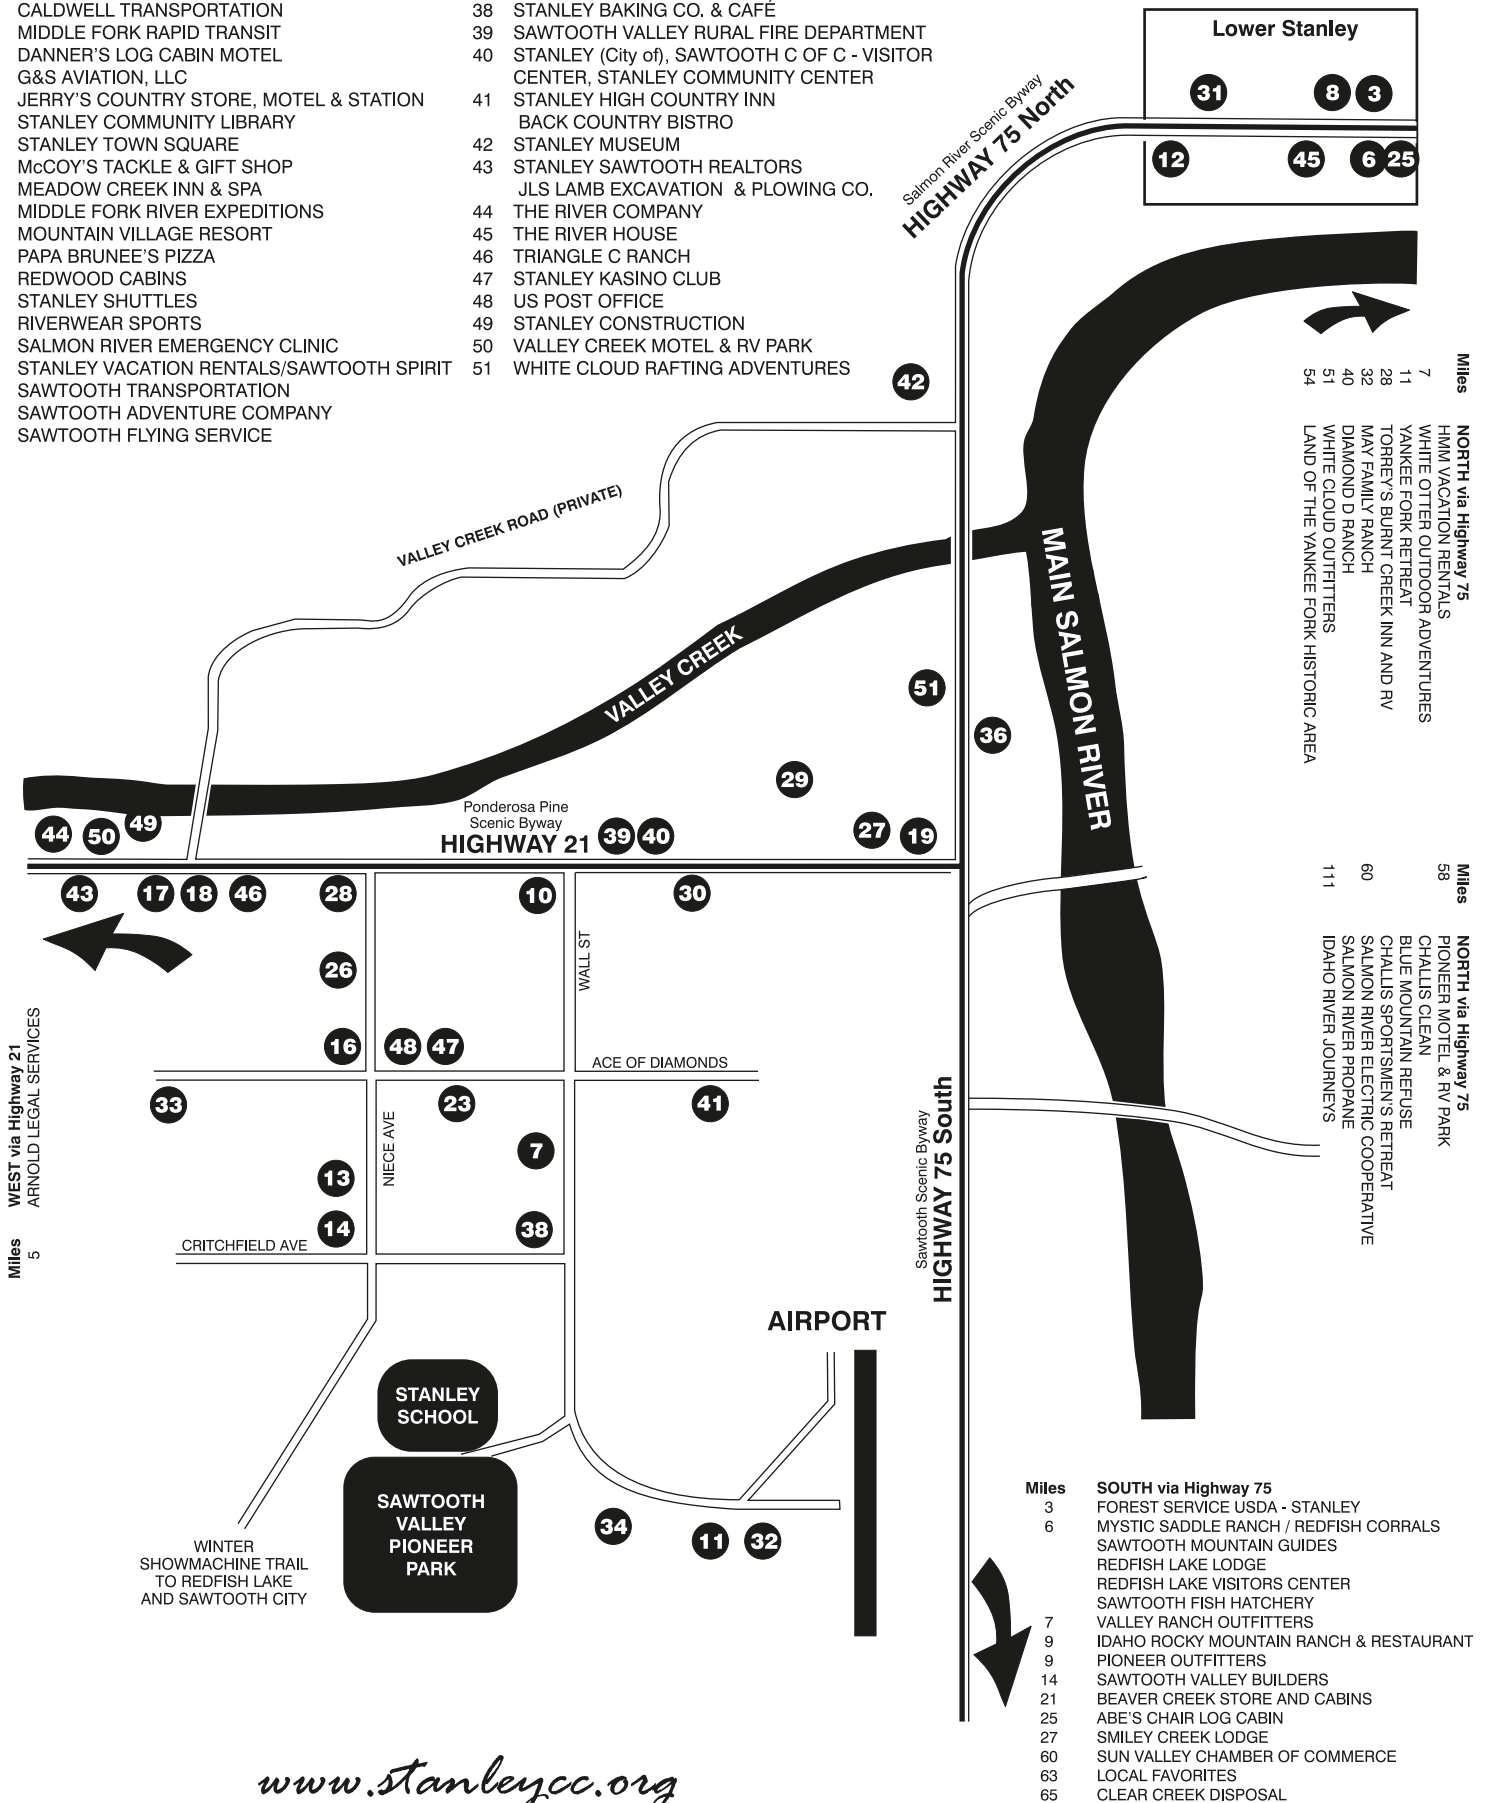 CALDWELL TRANSPORTATION
MIDDLE FORK RAPID TRANSIT
DANNER'S LOG CABIN MOTEL
G&S AVIATION, LLC
JERRY'S COUNTRY STORE, MOTEL & STATION
STANLEY COMMUNITY LIBRARY
STANLEY TOWN SQUARE
McCOY'S TACKLE & GIFT SHOP
MEADOW CREEK INN & SPA
MIDDLE FORK RIVER EXPEDITIONS
MOUNTAIN VILLAGE RESORT
PAPA BRUNEE'S PIZZA
REDWOOD CABINS
STANLEY SHUTTLES
RIVERWEAR SPORTS
SALMON RIVER EMERGENCY CLINIC
STANLEY VACATION RENTALS/SAWTOOTH SPIRIT
SAWTOOTH TRANSPORTATION
SAWTOOTH ADVENTURE COMPANY
SAWTOOTH FLYING SERVICE
38 STANLEY BAKING CO. & CAFÉ
39 SAWTOOTH VALLEY RURAL FIRE DEPARTMENT
40 STANLEY (City of), SAWTOOTH C OF C - VISITOR
CENTER, STANLEY COMMUNITY CENTER
41 STANLEY HIGH COUNTRY INN
BACK COUNTRY BISTRO
42 STANLEY MUSEUM
43 STANLEY SAWTOOTH REALTORS
JLS LAMB EXCAVATION & PLOWING CO.
44 THE RIVER COMPANY
45 THE RIVER HOUSE
46 TRIANGLE C RANCH
47 STANLEY KASINO CLUB
48 US POST OFFICE
49 STANLEY CONSTRUCTION
50 VALLEY CREEK MOTEL & RV PARK
51 WHITE CLOUD RAFTING ADVENTURES
Lower Stanley
31 8 3
12 45 6 25
Salmon River Scenic Byway
HIGHWAY 75 North
42
VALLEY CREEK ROAD (PRIVATE)
VALLEY CREEK
MAIN SALMON RIVER
51
36
29
Ponderosa Pine
Scenic Byway
HIGHWAY 21
44 50 49 39 40 27 19
43 17 18 46 28 10 30
26
WALL ST
16 48 47
ACE OF DIAMONDS
33 23 41
NIECE AVE
7
13
14 38
CRITCHFIELD AVE
Sawtooth Scenic Byway
HIGHWAY 75 South
AIRPORT
STANLEY
SCHOOL
SAWTOOTH
VALLEY
PIONEER
PARK
34 11 32
WINTER
SHOWMACHINE TRAIL
TO REDFISH LAKE
AND SAWTOOTH CITY
Miles WEST via Highway 21
5 ARNOLD LEGAL SERVICES
Miles NORTH via Highway 75
HMM VACATION RENTALS
7 WHITE OTTER OUTDOOR ADVENTURES
11 YANKEE FORK RETREAT
28 TORREY'S BURNT CREEK INN AND RV
32 MAY FAMILY RANCH
40 DIAMOND D RANCH
51 WHITE CLOUD OUTFITTERS
54 LAND OF THE YANKEE FORK HISTORIC AREA
Miles NORTH via Highway 75
58 PIONEER MOTEL & RV PARK
CHALLIS CLEAN
BLUE MOUNTAIN REFUSE
CHALLIS SPORTSMEN'S RETREAT
60 SALMON RIVER ELECTRIC COOPERATIVE
SALMON RIVER PROPANE
111 IDAHO RIVER JOURNEYS
Miles SOUTH via Highway 75
3 FOREST SERVICE USDA - STANLEY
6 MYSTIC SADDLE RANCH / REDFISH CORRALS
SAWTOOTH MOUNTAIN GUIDES
REDFISH LAKE LODGE
REDFISH LAKE VISITORS CENTER
SAWTOOTH FISH HATCHERY
7 VALLEY RANCH OUTFITTERS
9 IDAHO ROCKY MOUNTAIN RANCH & RESTAURANT
9 PIONEER OUTFITTERS
14 SAWTOOTH VALLEY BUILDERS
21 BEAVER CREEK STORE AND CABINS
25 ABE'S CHAIR LOG CABIN
27 SMILEY CREEK LODGE
60 SUN VALLEY CHAMBER OF COMMERCE
63 LOCAL FAVORITES
65 CLEAR CREEK DISPOSAL
www.stanleycc.org